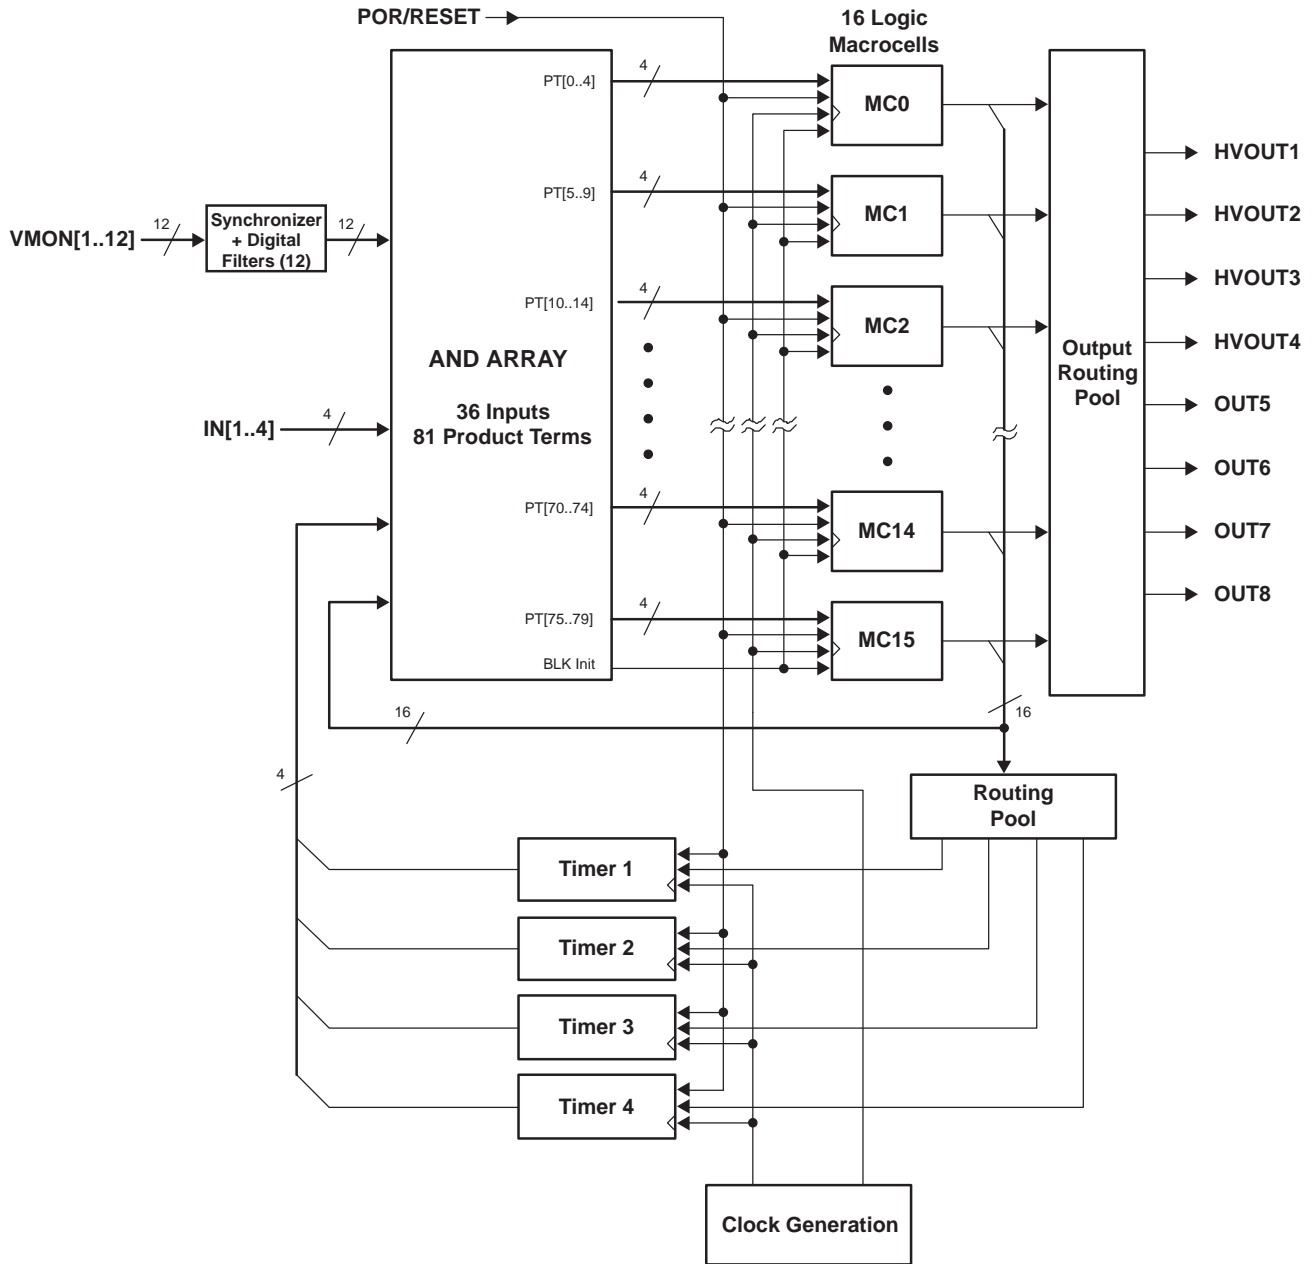 POR/RESET
16 Logic
Macrocells
PT[0..4]
4
MC0
HVOUT1
PT[5..9]
4
MC1
HVOUT2
VMON[1..12]
12
Synchronizer
+ Digital
Filters (12)
12
HVOUT3
PT[10..14]
4
MC2
HVOUT4
AND ARRAY
36 Inputs
81 Product Terms
Output
Routing
Pool
OUT5
IN[1..4]
4
OUT6
PT[70..74]
4
MC14
OUT7
OUT8
PT[75..79]
4
MC15
BLK Init
16
16
4
Routing
Pool
Timer 1
Timer 2
Timer 3
Timer 4
Clock Generation